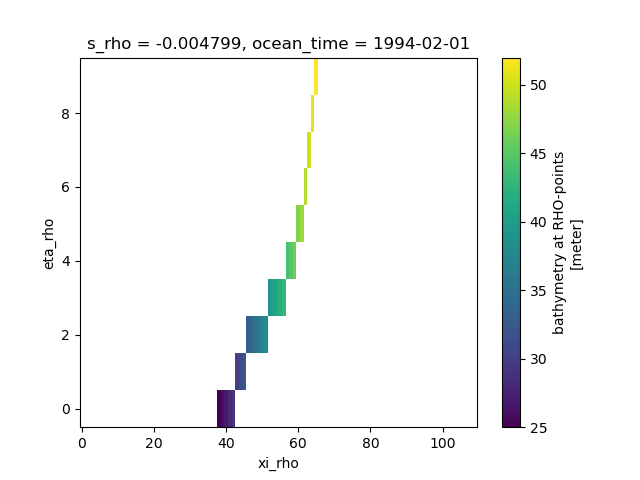 s_rho = -0.004799, ocean_time = 1994-02-01
8
6
4
2
0
eta_rho
0 20 40 60 80 100
xi_rho
50
45
40
35
30
25
bathymetry at RHO-points
[meter]